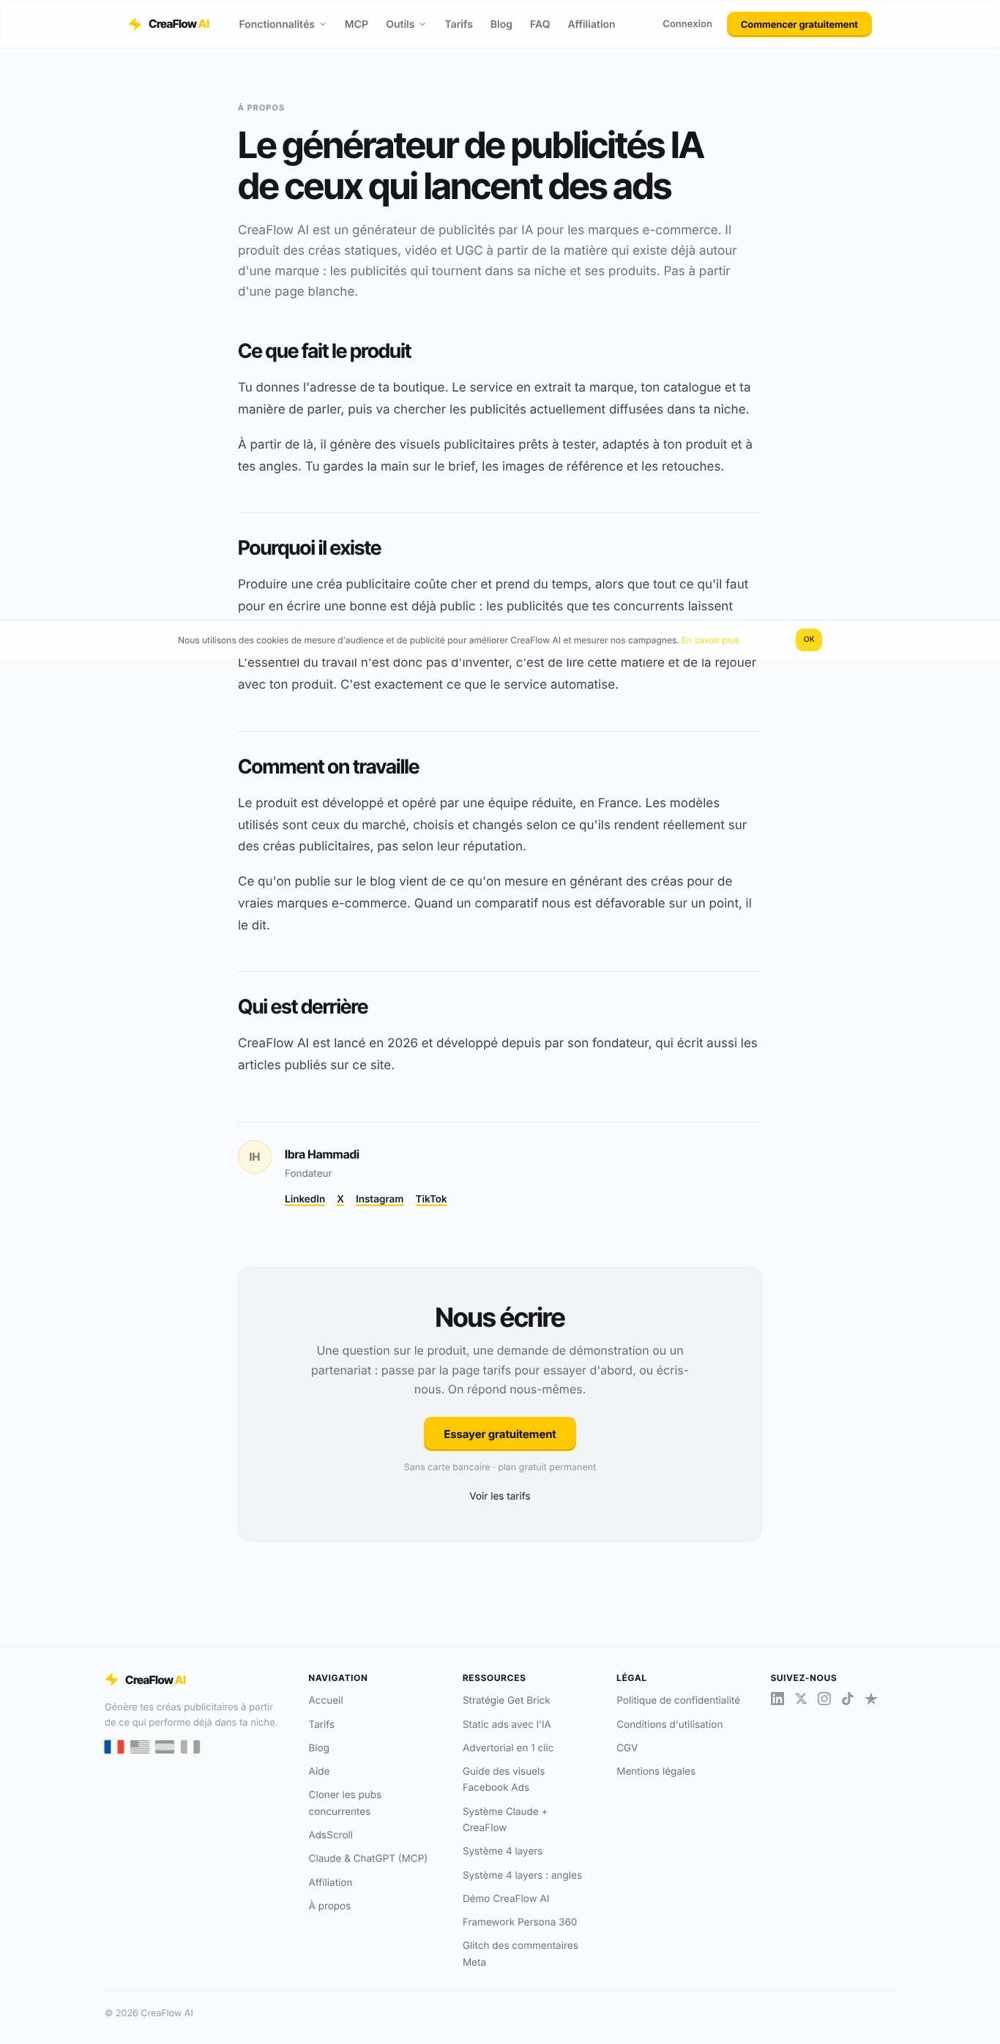 CreaFlow AI
Fonctionnalités
MCP
Outils
Tarifs
Blog
FAQ
Affiliation
Connexion
Commencer gratuitement
À PROPOS
Le générateur de publicités IA
de ceux qui lancent des ads
CreaFlow AI est un générateur de publicités par IA pour les marques e-commerce. Il
produit des créas statiques, vidéo et UGC à partir de la matière qui existe déjà autour
d'une marque : les publicités qui tournent dans sa niche et ses produits. Pas à partir
d'une page blanche.
Ce que fait le produit
Tu donnes l'adresse de ta boutique. Le service en extrait ta marque, ton catalogue et ta
manière de parler, puis va chercher les publicités actuellement diffusées dans ta niche.
À partir de là, il génère des visuels publicitaires prêts à tester, adaptés à ton produit et à
tes angles. Tu gardes la main sur le brief, les images de référence et les retouches.
Pourquoi il existe
Produire une créa publicitaire coûte cher et prend du temps, alors que tout ce qu'il faut
pour en écrire une bonne est déjà public : les publicités que tes concurrents laissent
Nous utilisons des cookies de mesure d'audience et de publicité pour améliorer CreaFlow AI et mesurer nos campagnes. En savoir plus
OK
L'essentiel du travail n'est donc pas d'inventer, c'est de lire cette matière et de la rejouer
avec ton produit. C'est exactement ce que le service automatise.
Comment on travaille
Le produit est développé et opéré par une équipe réduite, en France. Les modèles
utilisés sont ceux du marché, choisis et changés selon ce qu'ils rendent réellement sur
des créas publicitaires, pas selon leur réputation.
Ce qu'on publie sur le blog vient de ce qu'on mesure en générant des créas pour de
vraies marques e-commerce. Quand un comparatif nous est défavorable sur un point, il
le dit.
Qui est derrière
CreaFlow AI est lancé en 2026 et développé depuis par son fondateur, qui écrit aussi les
articles publiés sur ce site.
IH
Ibra Hammadi
Fondateur
LinkedIn X Instagram TikTok
Nous écrire
Une question sur le produit, une demande de démonstration ou un
partenariat : passe par la page tarifs pour essayer d'abord, ou écris-
nous. On répond nous-mêmes.
Essayer gratuitement
Sans carte bancaire · plan gratuit permanent
Voir les tarifs
CreaFlow AI
Génère tes créas publicitaires à partir
de ce qui performe déjà dans ta niche.
NAVIGATION
Accueil
Tarifs
Blog
Aide
Cloner les pubs
concurrentes
AdsScroll
Claude & ChatGPT (MCP)
Affiliation
À propos
RESSOURCES
Stratégie Get Brick
Static ads avec l'IA
Advertorial en 1 clic
Guide des visuels
Facebook Ads
Système Claude +
CreaFlow
Système 4 layers
Système 4 layers : angles
Démo CreaFlow AI
Framework Persona 360
Glitch des commentaires
Meta
LÉGAL
Politique de confidentialité
Conditions d'utilisation
CGV
Mentions légales
SUIVEZ-NOUS
© 2026 CreaFlow AI